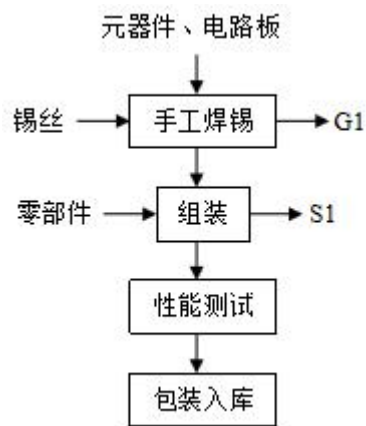 元器件、电路板
锡丝
手工焊锡
G1
零部件
组装
S1
性能测试
包装入库